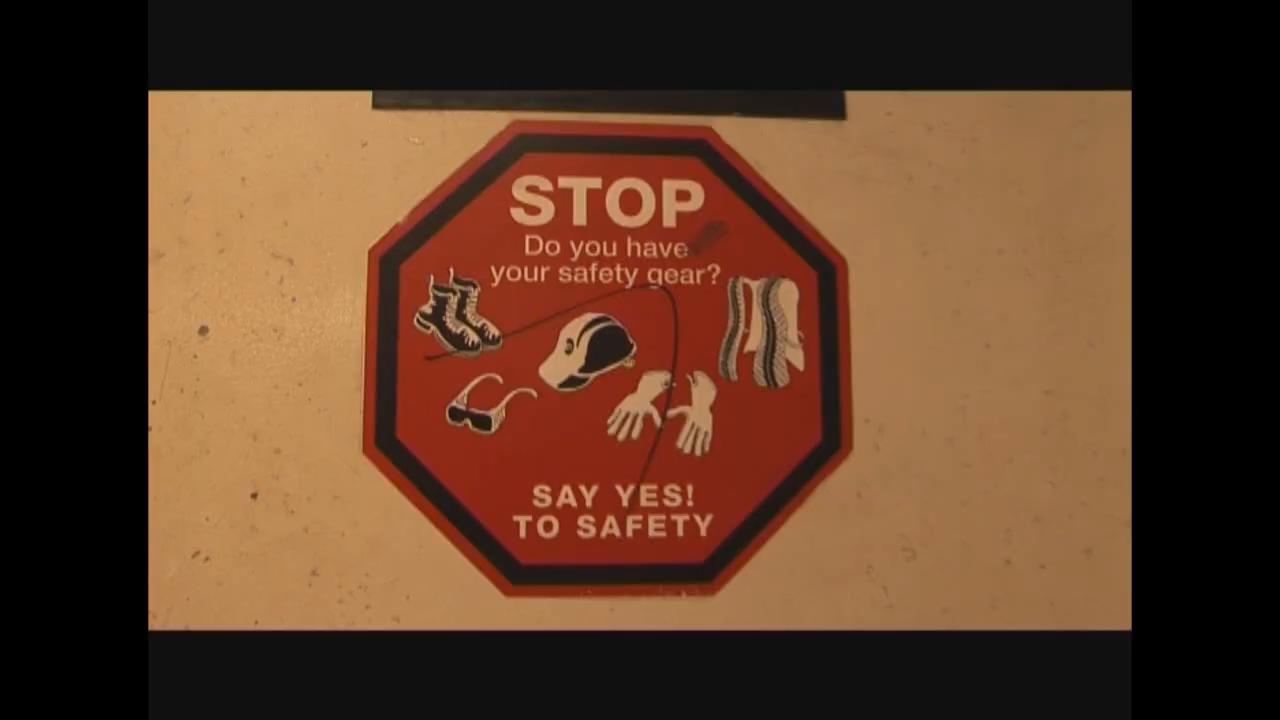 STOP
Do you have
your safety gear?
SAY YES!
TO SAFETY